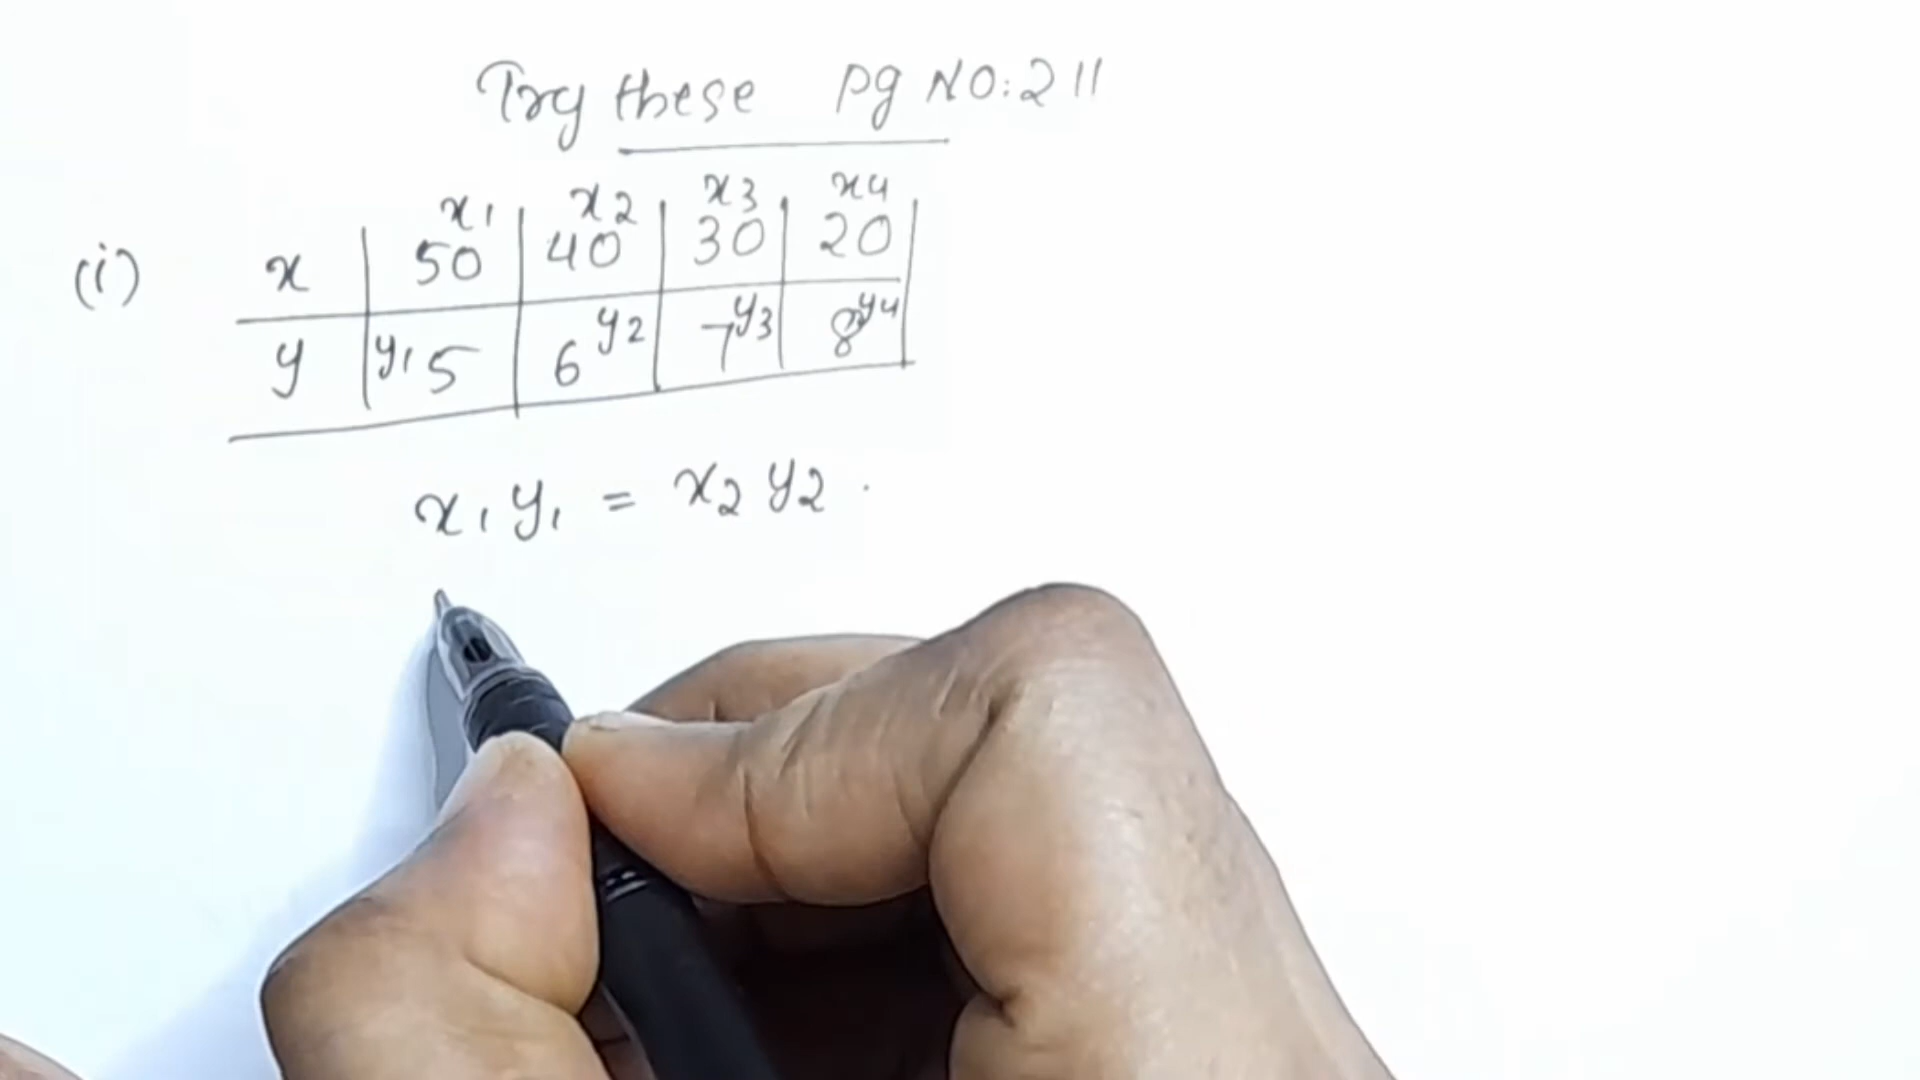 Try these pg NO:211
x1 x2 x3 x4
(i) x 50 40 30 20
y y1 5 6 y2 7 y3 8 y4
x1 y1 = x2 y2 .